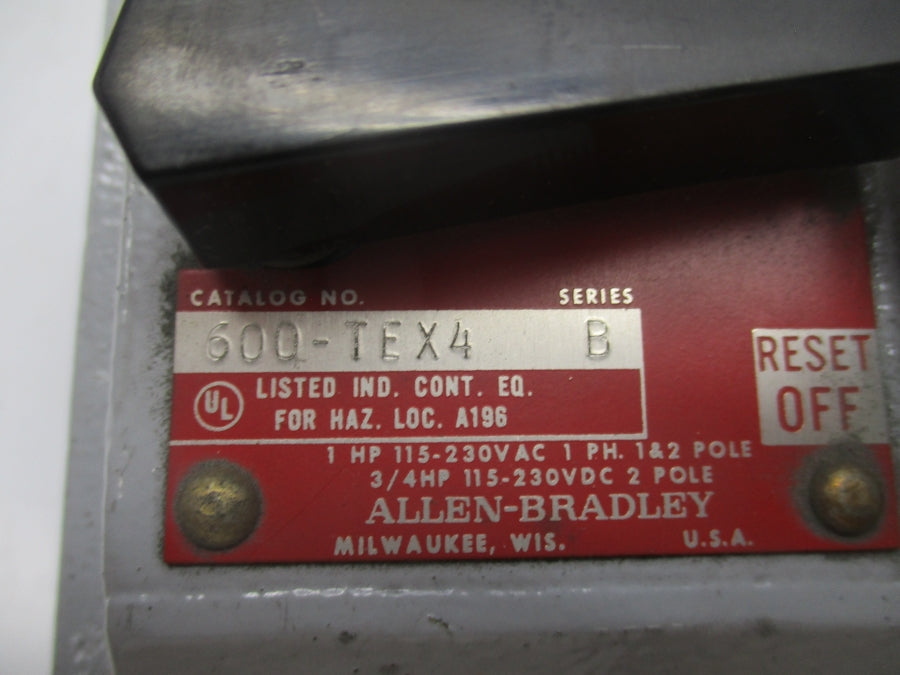 CATALOG NO. SERIES
600-TEX4 B
UL LISTED IND. CONT. EQ.
FOR HAZ. LOC. A196
RESET
OFF
1 HP 115-230VAC 1 PH. 1&2 POLE
3/4HP 115-230VDC 2 POLE
ALLEN-BRADLEY
MILWAUKEE, WIS. U.S.A.